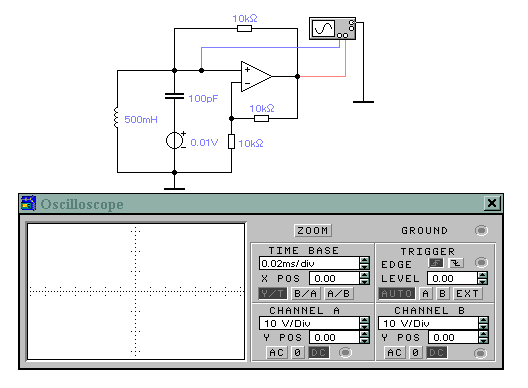 10kΩ
+
-
100pF
500mH
10kΩ
+
-
0.01V
10kΩ
Oscilloscope
ZOOM
GROUND
TIME BASE
0.02ms/div
X POS 0.00
Y/T B/A A/B
TRIGGER
EDGE
LEVEL 0.00
AUTO A B EXT
CHANNEL A
10 V/Div
Y POS 0.00
AC 0 DC
CHANNEL B
10 V/Div
Y POS 0.00
AC 0 DC